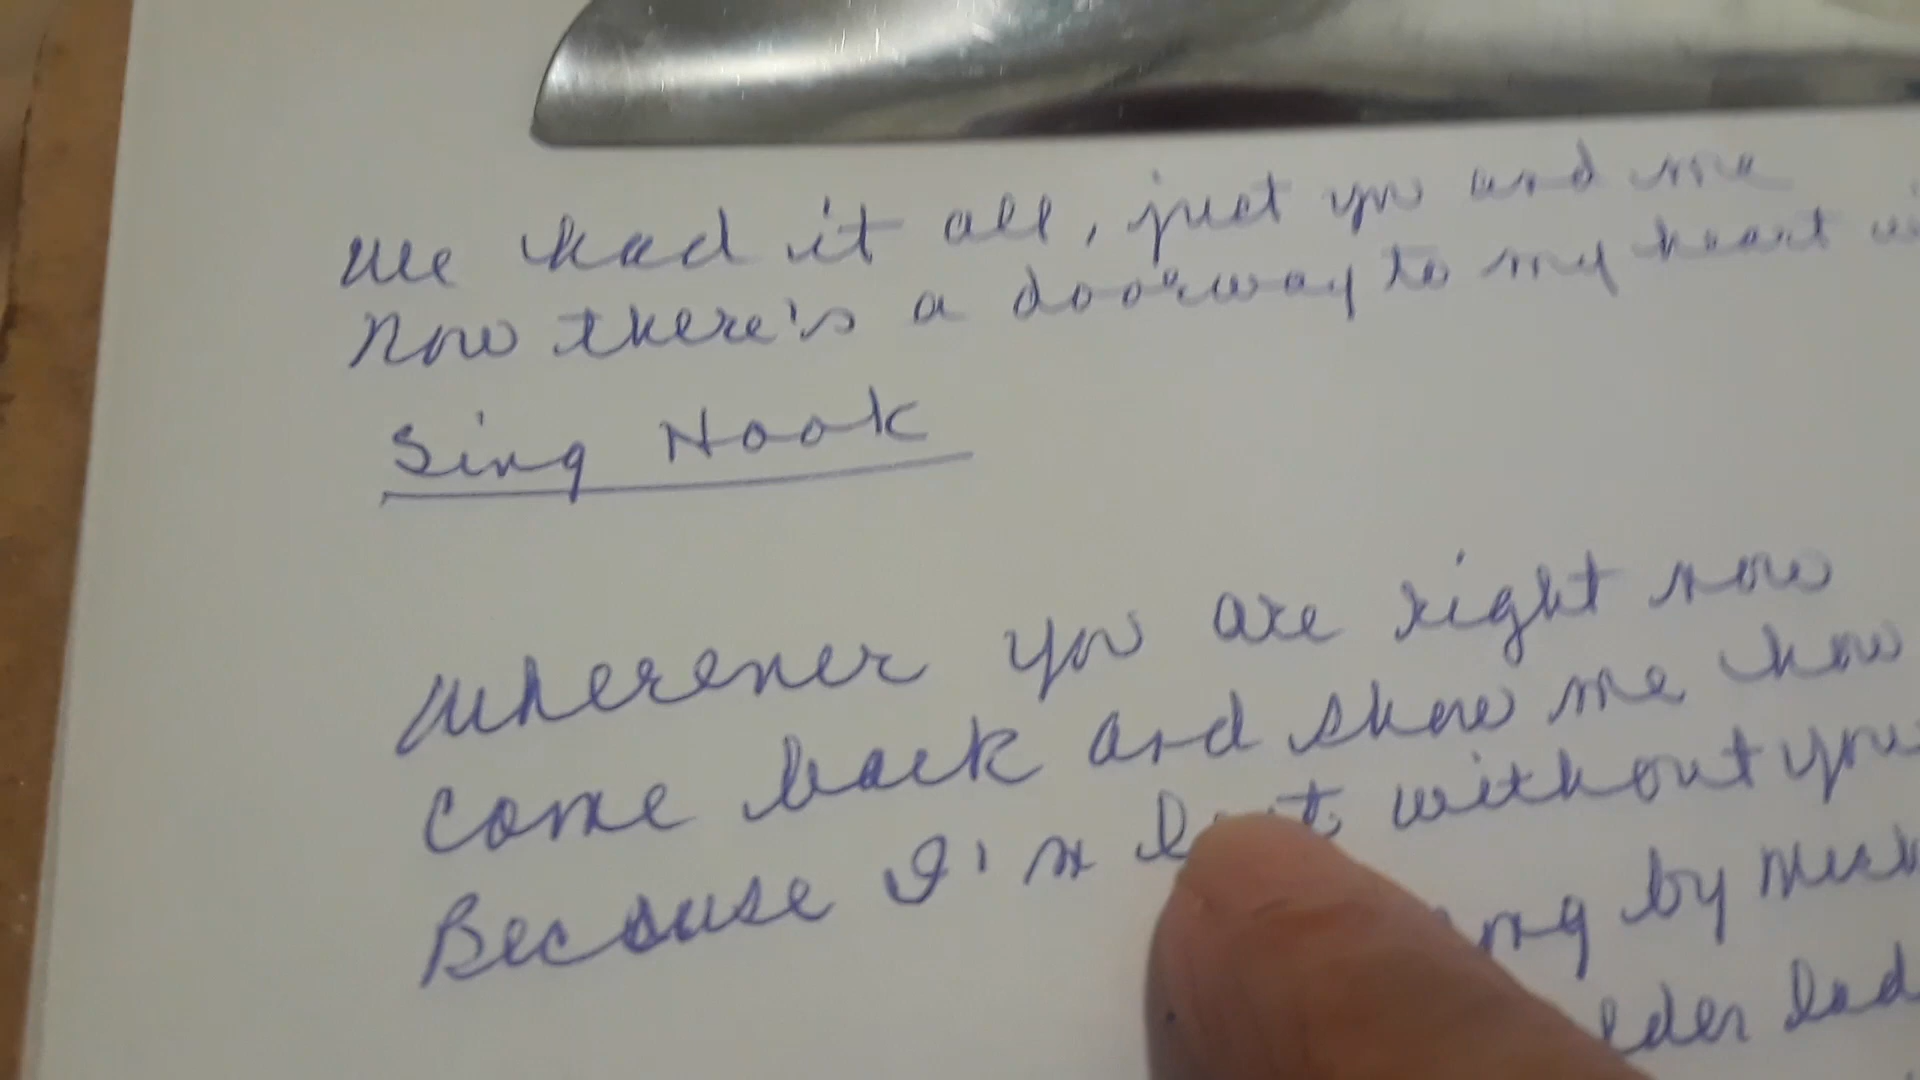 We had it all, just you and me
Now there's a doorway to my heart
Sing Hook
Wherever you are right now
Come back and show me how
Because I'm lost without you
by